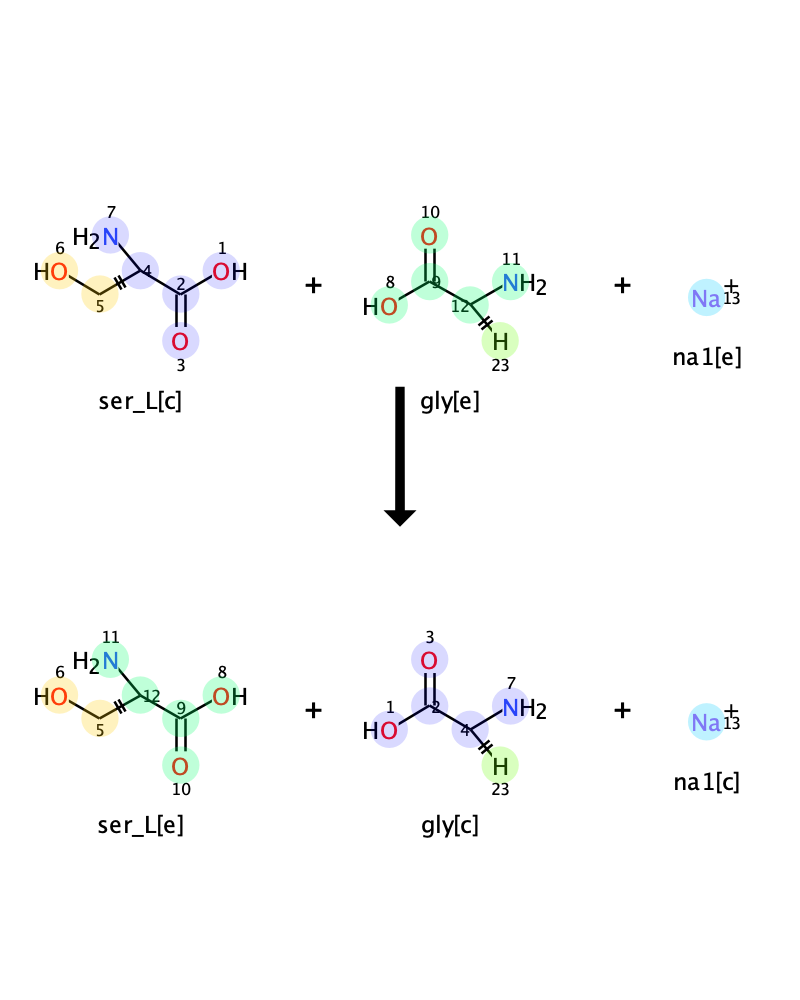 7 10
H2N 6 1 O 11
HO 4 2 OH + 8 9 NH2 + Na+ 13
5 HO 12
O H
3 23 na1[e]
ser_L[c] gly[e]
11 3
H2N 6 8 O 7
HO 12 9 OH + 1 2 NH2 + Na+ 13
5 HO 4
O H
10 23 na1[c]
ser_L[e] gly[c]